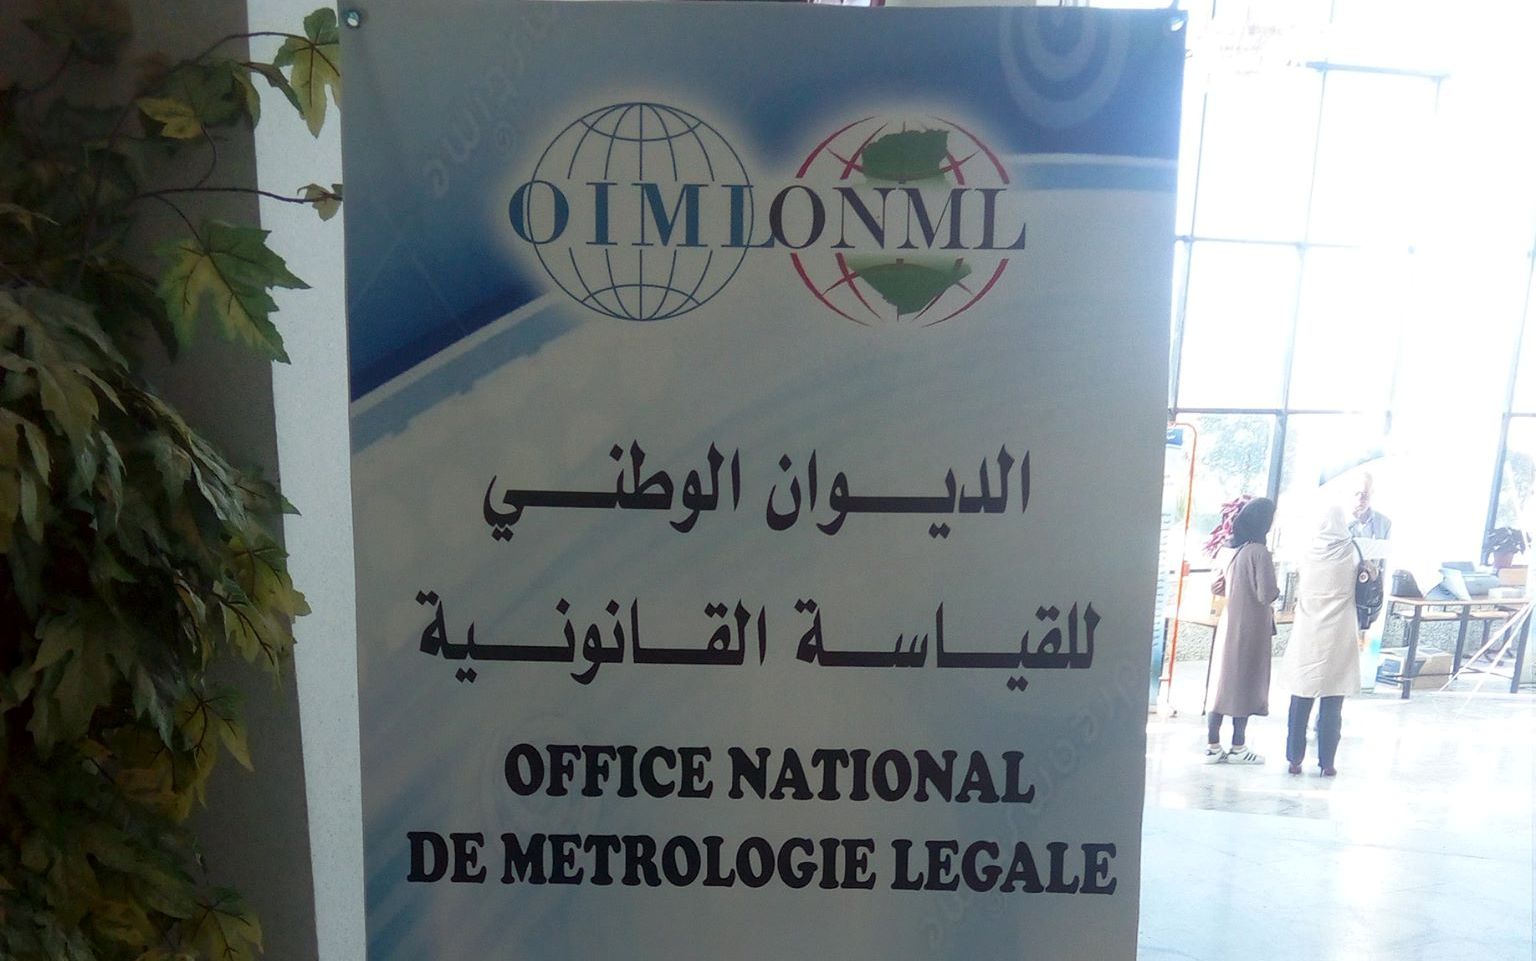 OIML ONML
الديوان الوطني
للقياسة القانونية
OFFICE NATIONAL
DE METROLOGIE LEGALE